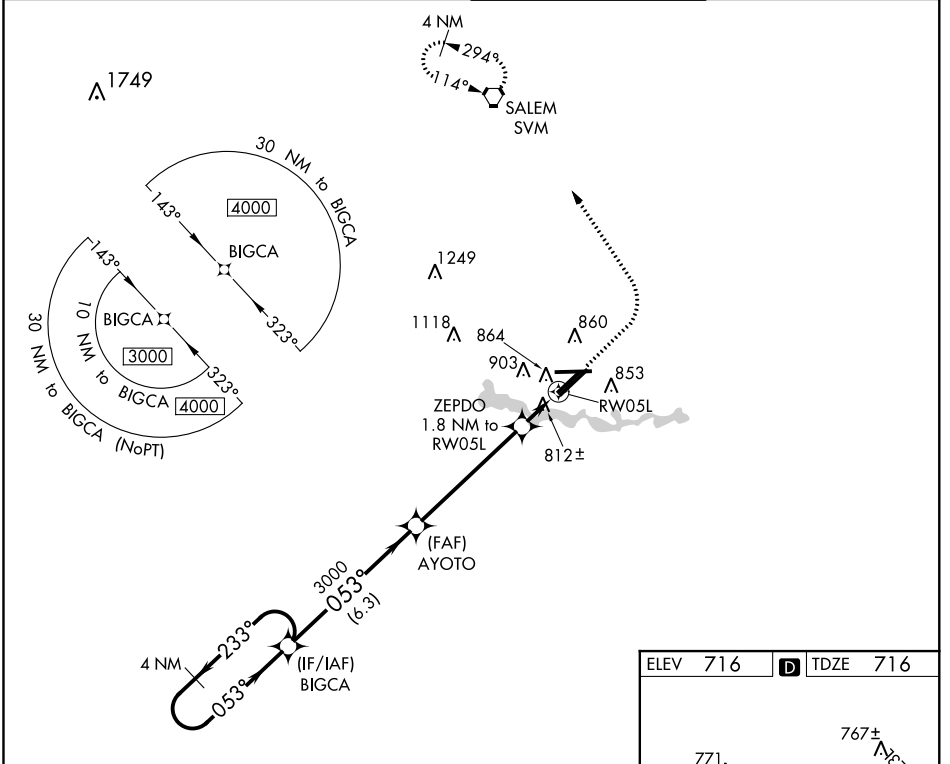 4 NM
294°
114°
SALEM
SVM
1749
30 NM to BIGCA
143°
4000
BIGCA
323°
143°
BIGCA
10 NM to BIGCA
3000
323°
4000
30 NM to BIGCA (NoPT)
1249
1118
864
860
903
853
RW05L
ZEPDO
1.8 NM to
RW05L
812±
(FAF)
AYOTO
3000
053°
(6.3)
4 NM
233°
053°
(IF/IAF)
BIGCA
ELEV 716 D TDZE 716
767±
771